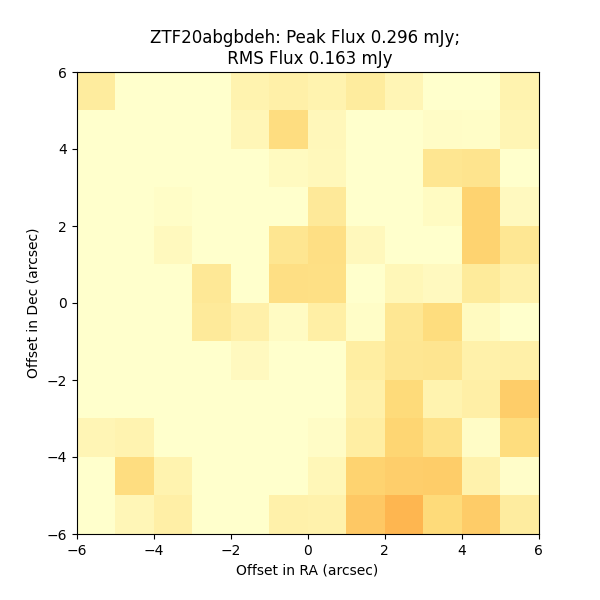 ZTF20abgbdeh: Peak Flux 0.296 mJy;
RMS Flux 0.163 mJy
6
4
2
0
−2
−4
−6
Offset in Dec (arcsec)
−6 −4 −2 0 2 4 6
Offset in RA (arcsec)